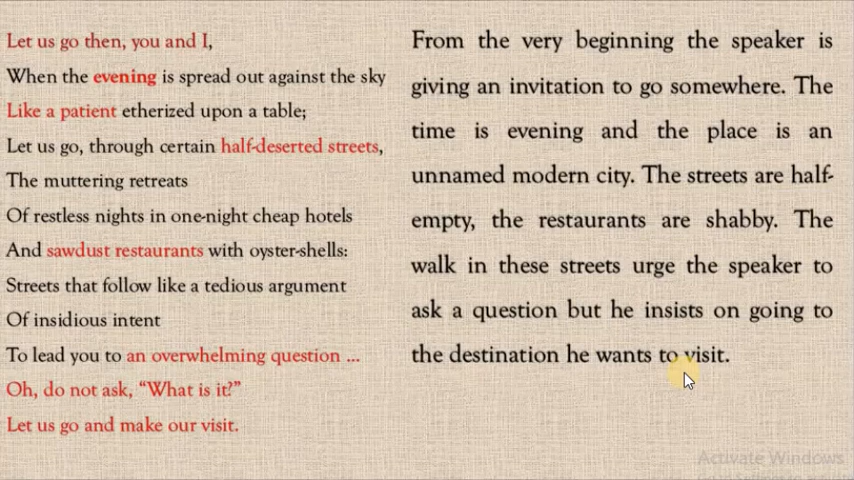 Let us go then, you and I,
When the evening is spread out against the sky
Like a patient etherized upon a table;
Let us go, through certain half-deserted streets,
The muttering retreats
Of restless nights in one-night cheap hotels
And sawdust restaurants with oyster-shells:
Streets that follow like a tedious argument
Of insidious intent
To lead you to an overwhelming question ...
Oh, do not ask, “What is it?”
Let us go and make our visit.
From the very beginning the speaker is
giving an invitation to go somewhere. The
time is evening and the place is an
unnamed modern city. The streets are half-
empty, the restaurants are shabby. The
walk in these streets urge the speaker to
ask a question but he insists on going to
the destination he wants to visit.
Activate Windows